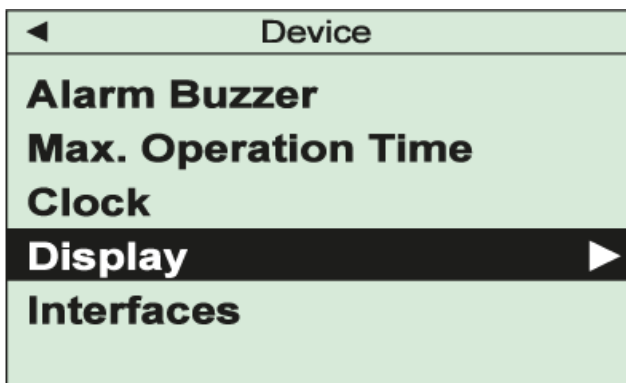 Device
Alarm Buzzer
Max. Operation Time
Clock
Display
Interfaces